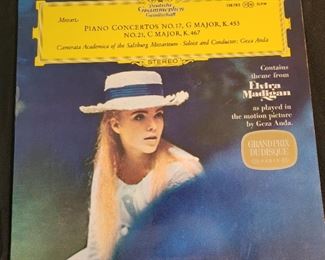 Deutsche
Grammophon
Gesellschaft
Mozart:
PIANO CONCERTOS NO. 17, G MAJOR, K. 453
NO. 21, C MAJOR, K. 467
Camerata Academica of the Salzburg Mozarteum · Soloist and Conductor: Geza Anda
STEREO
Contains
theme from
Elvira
Madigan
as played in
the motion picture
by Geza Anda.
GRAND PRIX
DU DISQUE